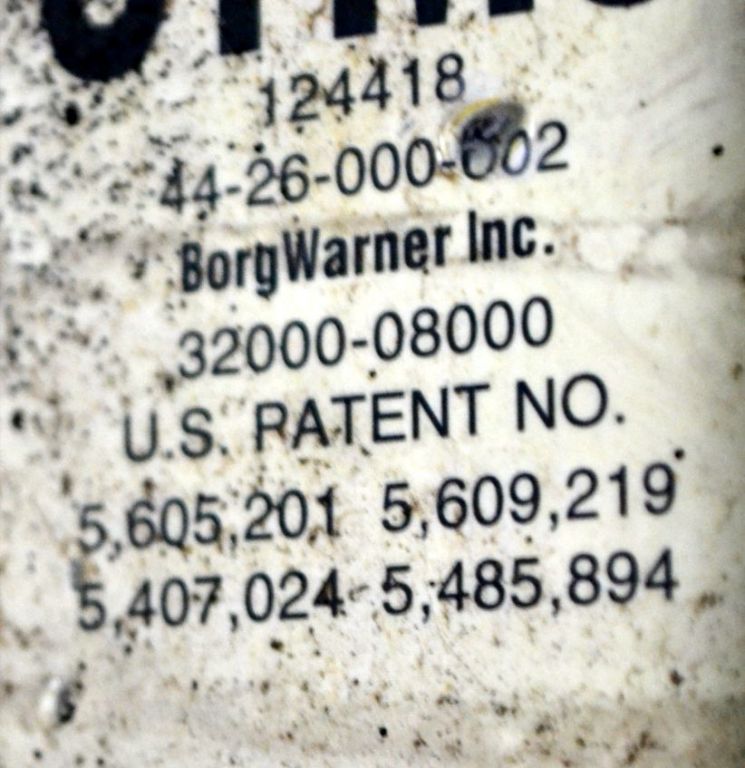 124418
44-26-000-002
BorgWarner Inc.
32000-08000
U.S. PATENT NO.
5,605,201 5,609,219
5,407,024 5,485,894